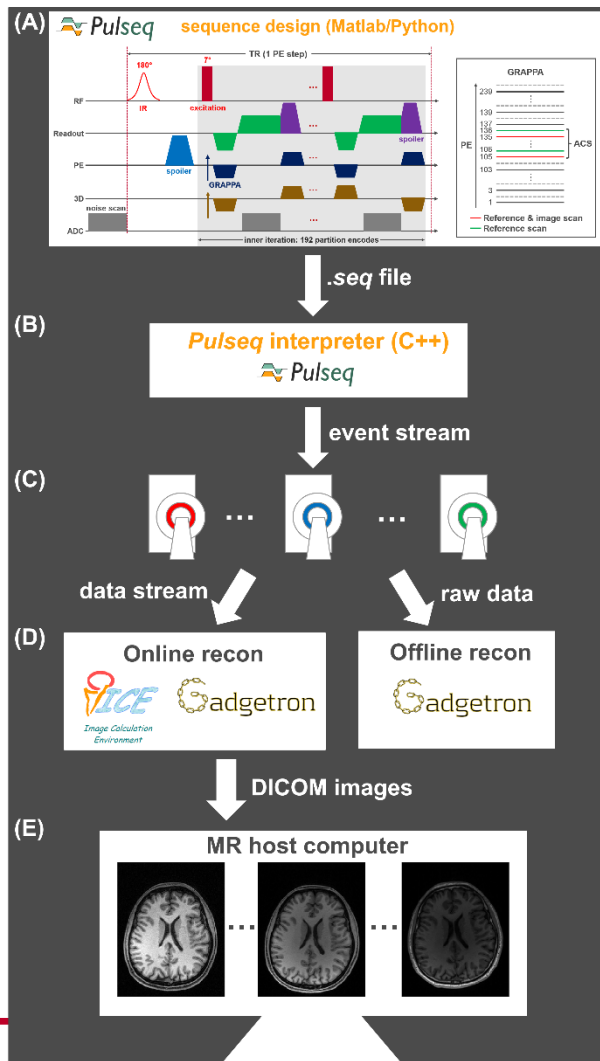 (A)
Pulseq sequence design (Matlab/Python)
TR (1 PE step)
180°
7°
RF
IR
excitation
...
Readout
spoiler
PE
spoiler
GRAPPA
3D
noise scan
ADC
...
inner iteration: 192 partition encodes
GRAPPA
PE
239
139
137
136
135
106
105
103
3
1
ACS
Reference & image scan
Reference scan
.seq file
(B)
Pulseq interpreter (C++)
Pulseq
event stream
(C)
... ...
data stream
raw data
(D)
Online recon
ICE
Image Calculation
Environment
Gadgetron
Offline recon
Gadgetron
DICOM images
(E)
MR host computer
... ...